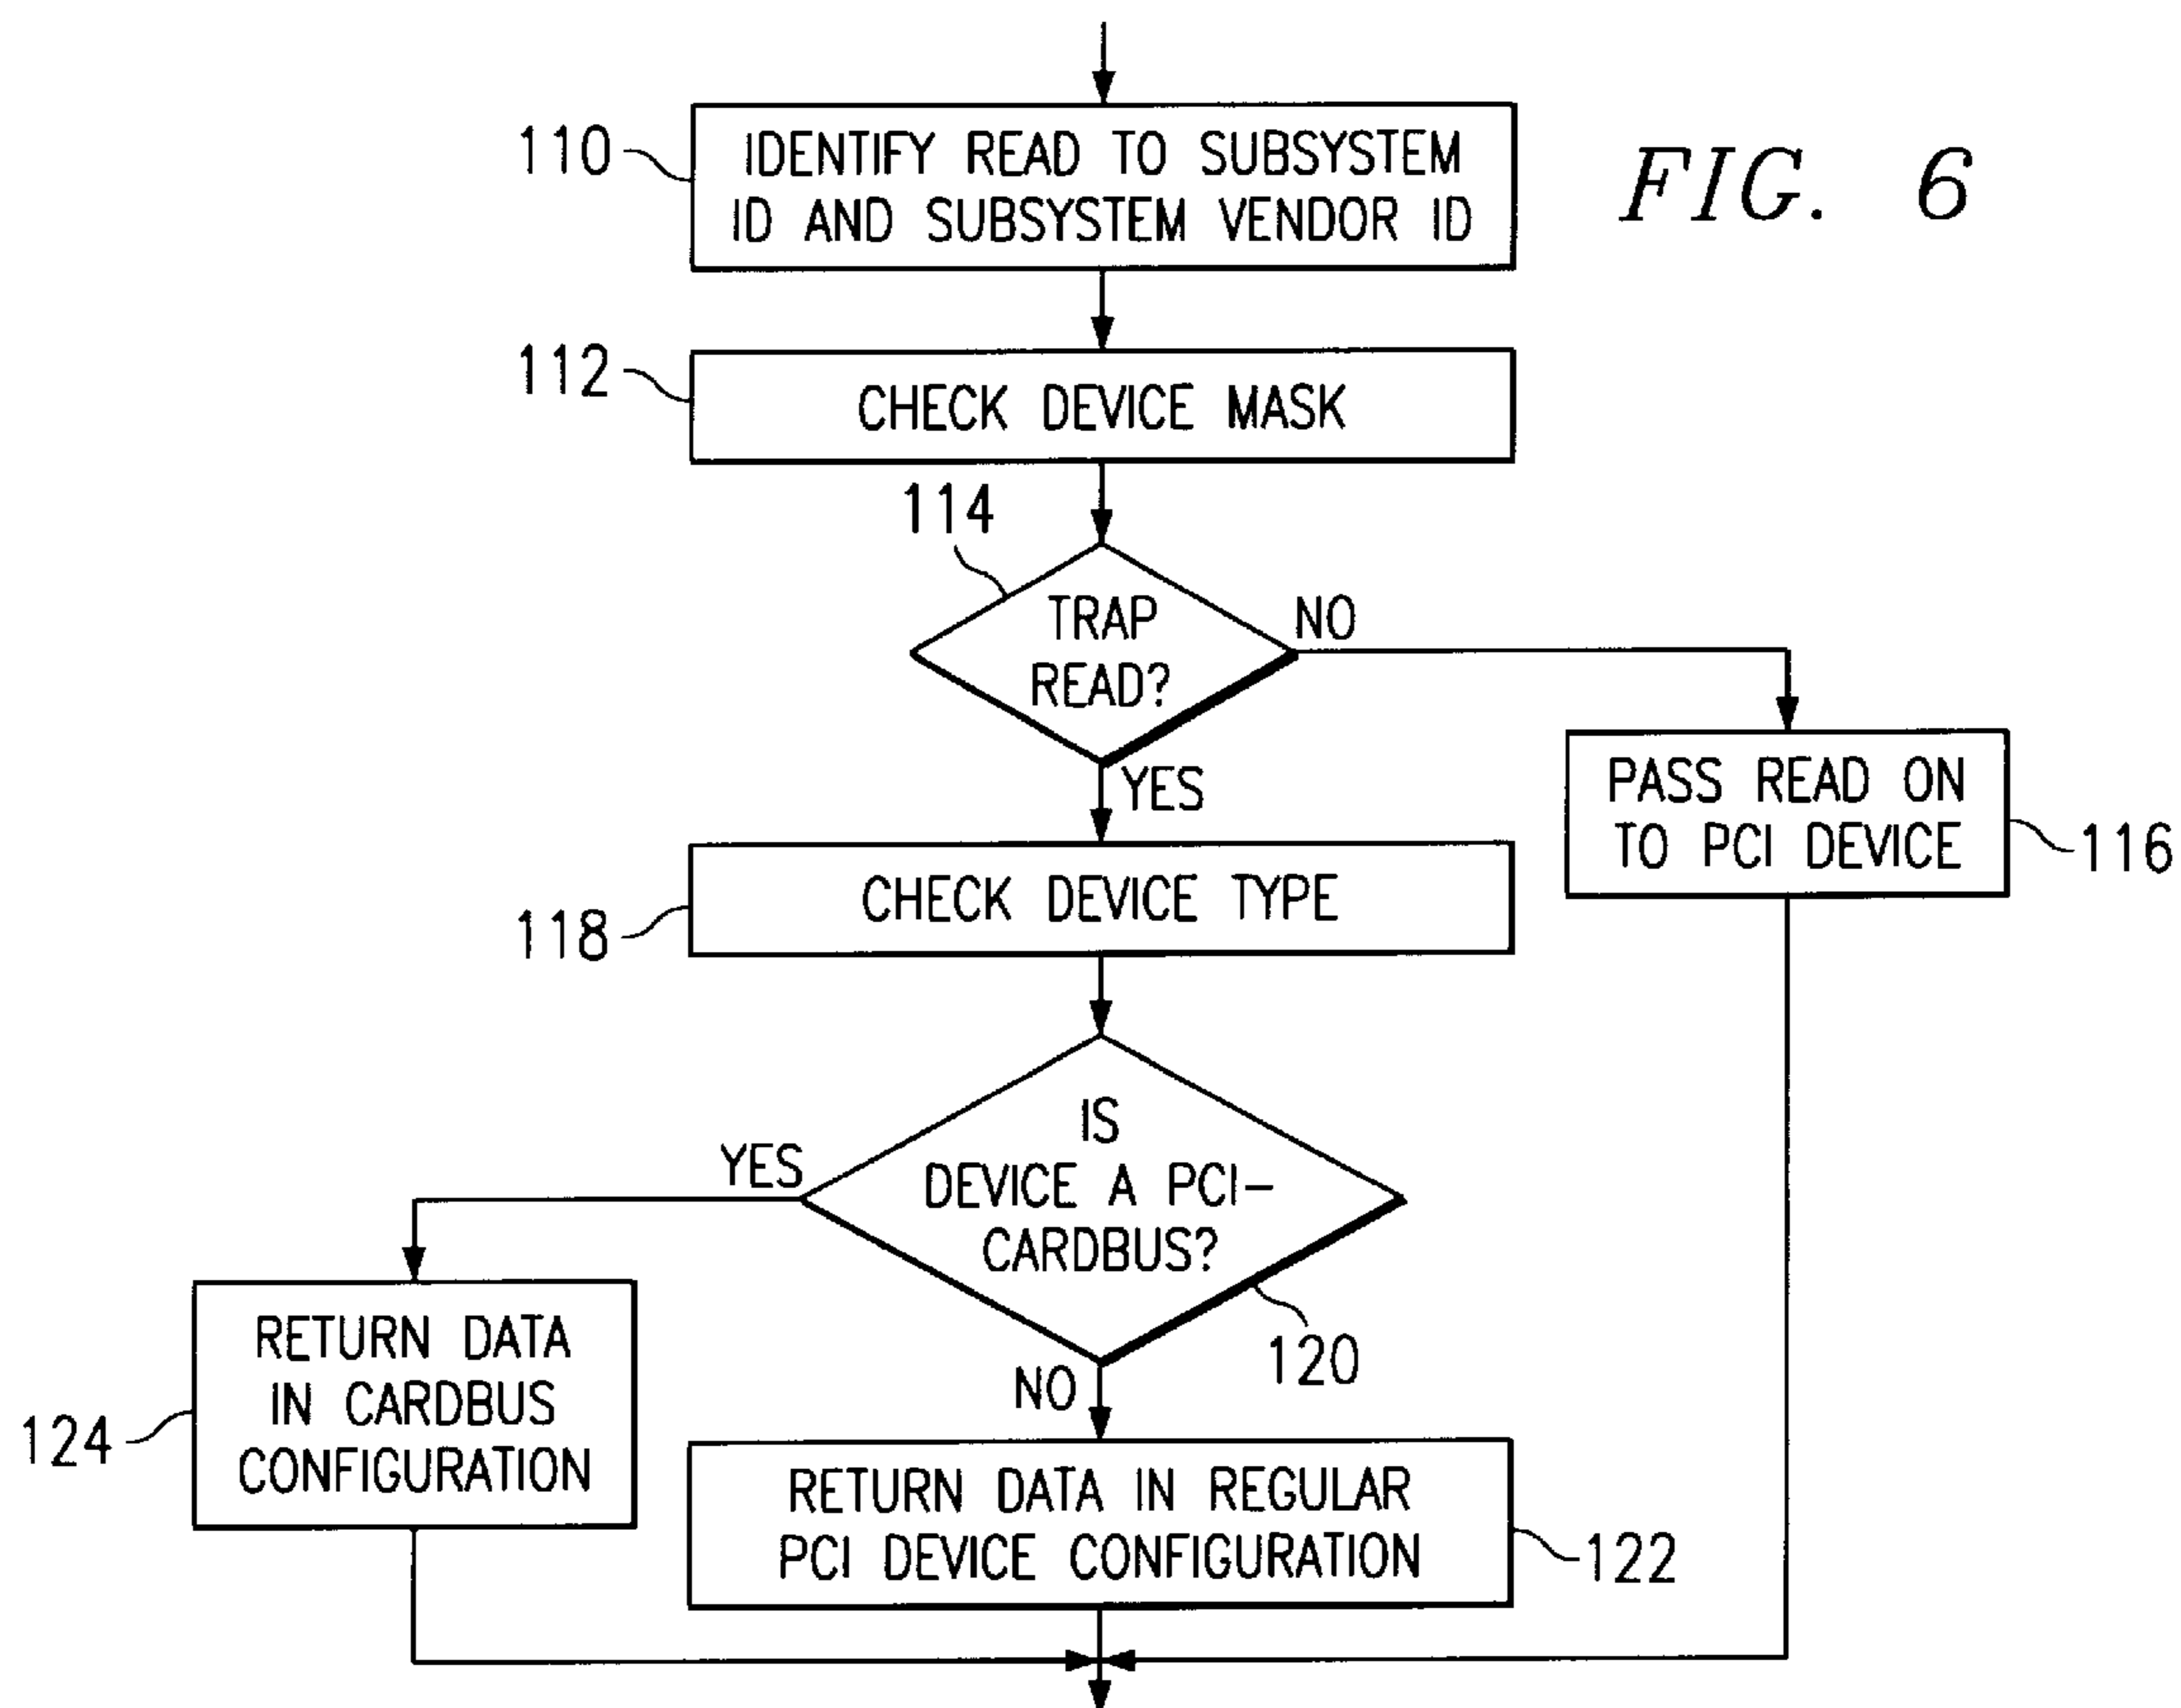 FIG. 6
110
IDENTIFY READ TO SUBSYSTEM
ID AND SUBSYSTEM VENDOR ID
112
CHECK DEVICE MASK
114
TRAP
READ?
NO
YES
PASS READ ON
TO PCI DEVICE
116
118
CHECK DEVICE TYPE
IS
DEVICE A PCI-
CARDBUS?
YES
120
NO
124
RETURN DATA
IN CARDBUS
CONFIGURATION
RETURN DATA IN REGULAR
PCI DEVICE CONFIGURATION
122